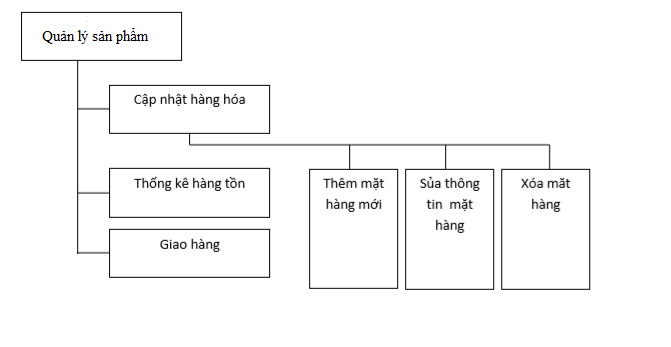 Quản lý sản phẩm
Cập nhật hàng hóa
Thống kê hàng tồn
Thêm mặt
hàng mới
Sủa thông
tin mặt
hàng
Xóa măt
hàng
Giao hàng